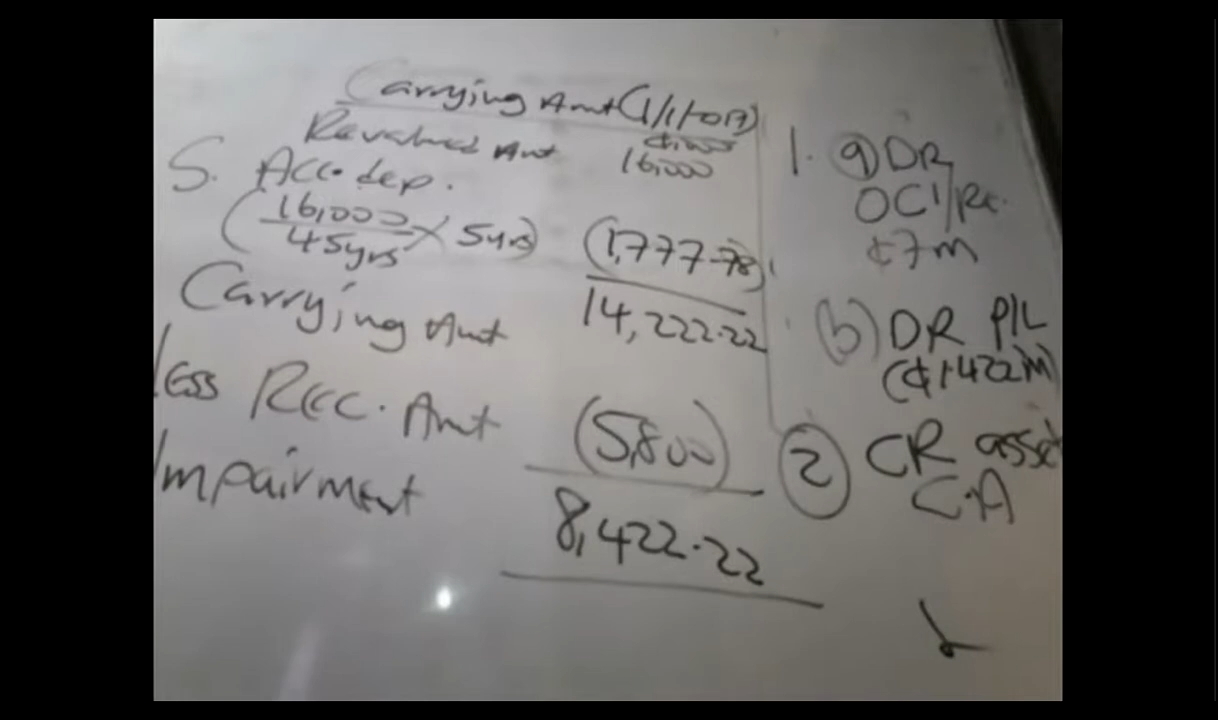 Carrying Amt (1/1/
Revalued Amt 16,000
S. Acc. dep.
(16,000
45yrs × 5yrs) (1,777.78)
Carrying Amt 14,222.22
less Rec. Amt (5,800)
Impairment 8,422.22
1. a) DR
OCI/
¢7m
b) DR P/L
(¢1.422m)
2 CR asset
C.A